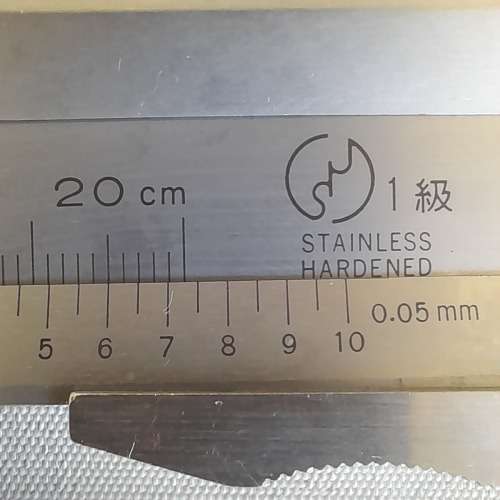 20 cm
1級
STAINLESS
HARDENED
0.05 mm
5 6 7 8 9 10